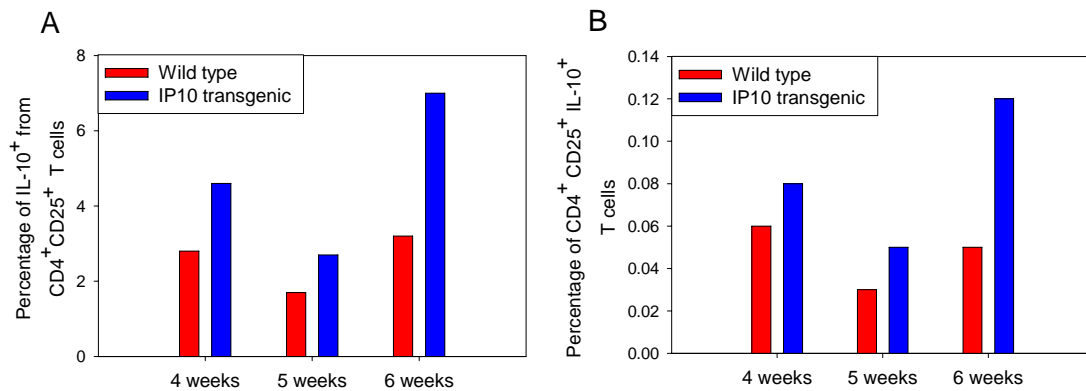 A
Percentage of IL-10+ from
CD4+CD25+ T cells
8
6
4
2
0
Wild type
IP10 transgenic
4 weeks
5 weeks
6 weeks
B
Percentage of CD4+ CD25+ IL-10+
T cells
0.14
0.12
0.10
0.08
0.06
0.04
0.02
0.00
Wild type
IP10 transgenic
4 weeks
5 weeks
6 weeks